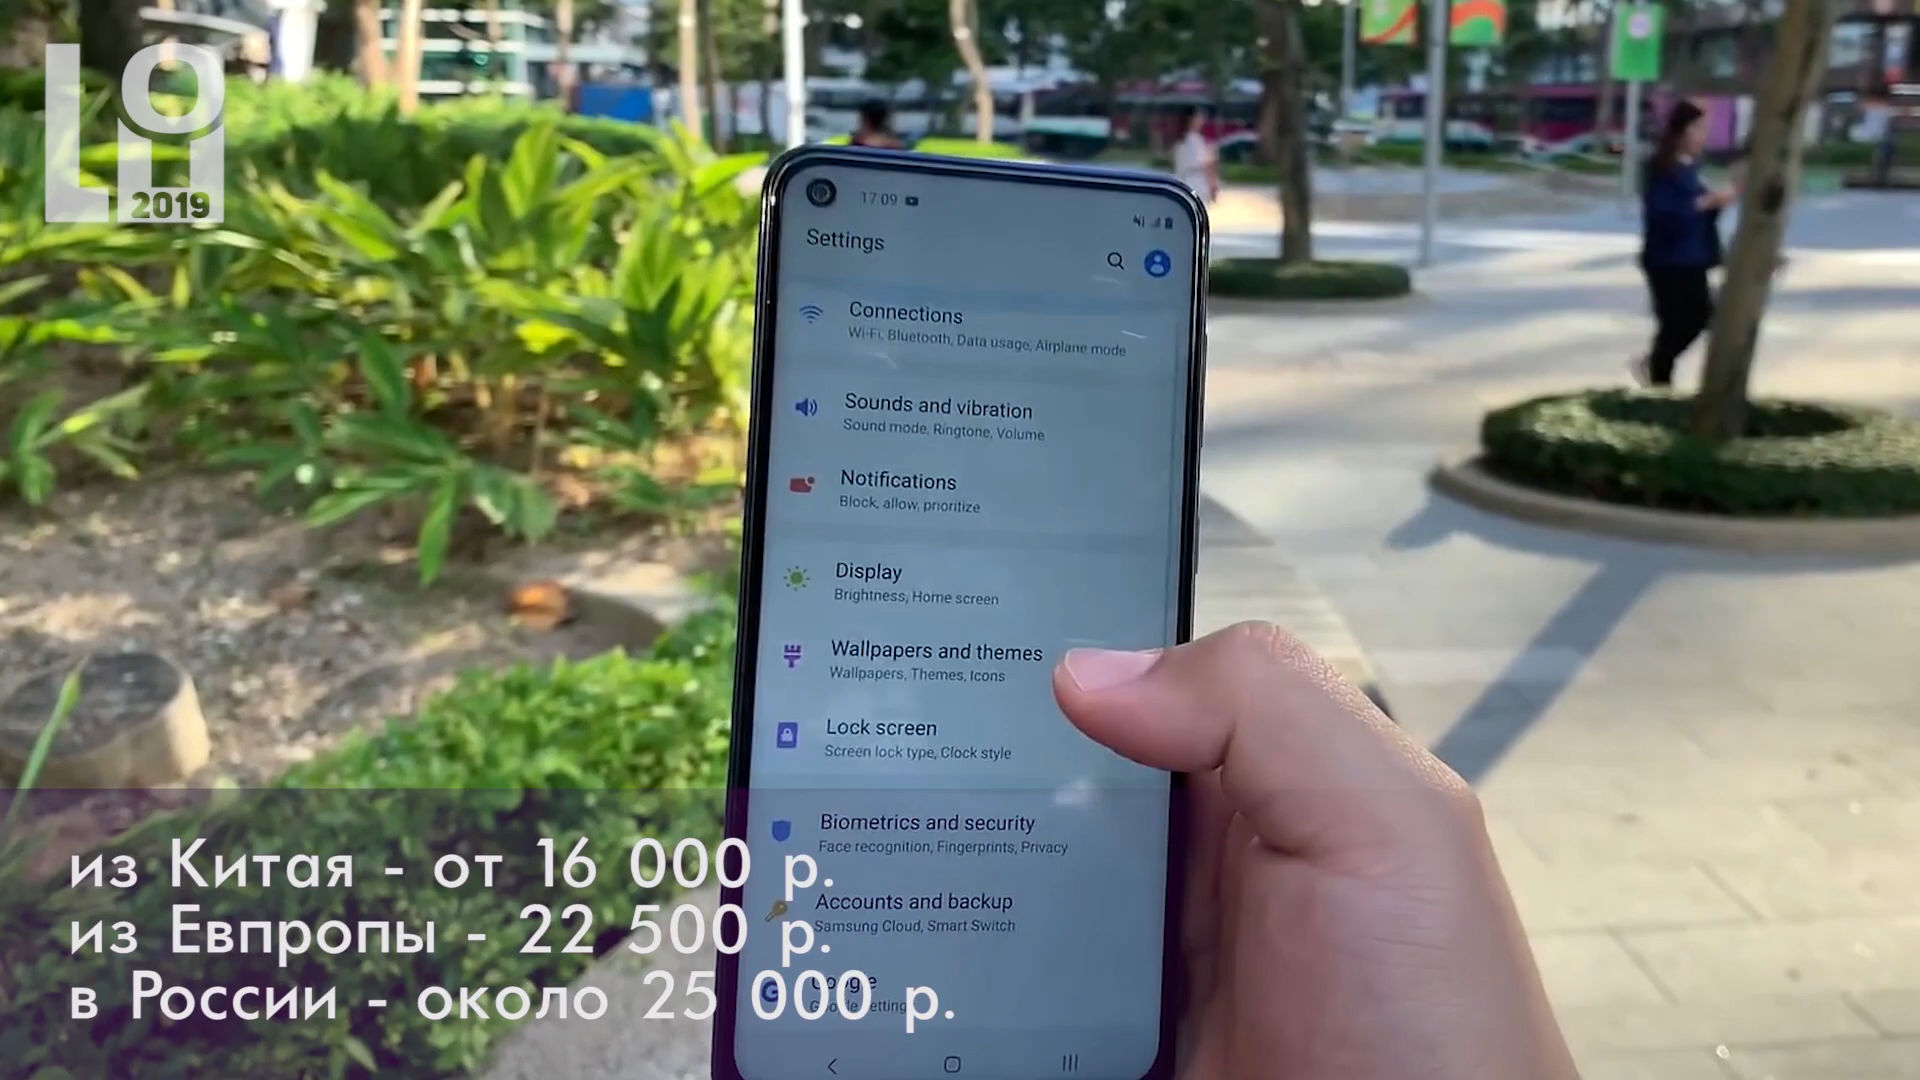 LOH
2019
17:09
Settings
Connections
Wi-Fi, Bluetooth, Data usage, Airplane mode
Sounds and vibration
Sound mode, Ringtone, Volume
Notifications
Block, allow, prioritize
Display
Brightness, Home screen
Wallpapers and themes
Wallpapers, Themes, Icons
Lock screen
Screen lock type, Clock style
Biometrics and security
Face recognition, Fingerprints, Privacy
Accounts and backup
Samsung Cloud, Smart Switch
Google
из Китая - от 16 000 р.
из Евпропы - 22 500 р.
в России - около 25 000 р.